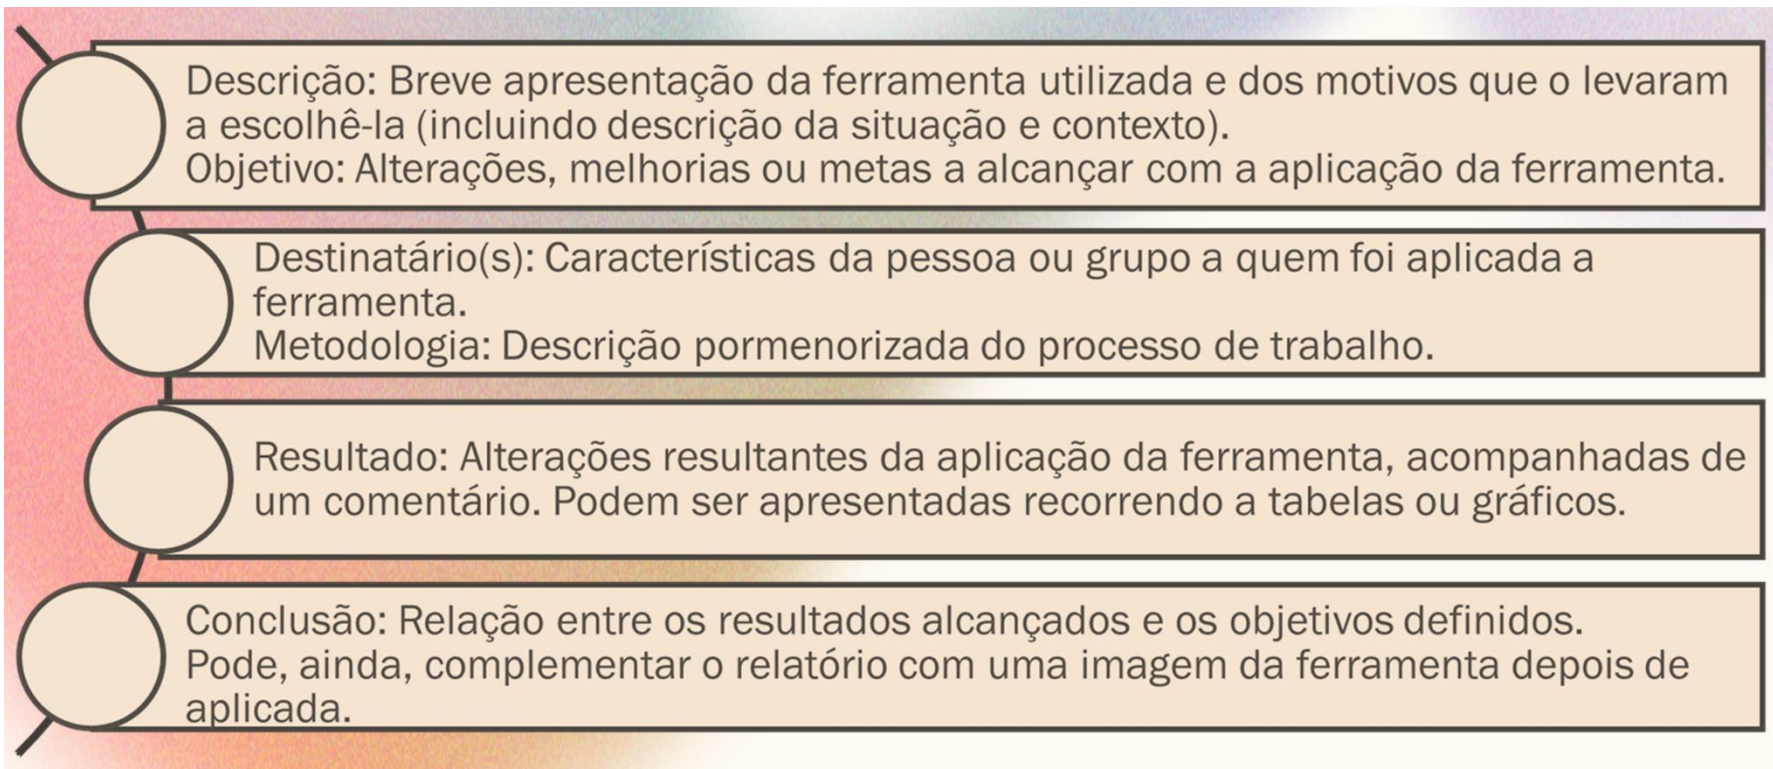 Descrição: Breve apresentação da ferramenta utilizada e dos motivos que o levaram
a escolhê-la (incluindo descrição da situação e contexto).
Objetivo: Alterações, melhorias ou metas a alcançar com a aplicação da ferramenta.
Destinatário(s): Características da pessoa ou grupo a quem foi aplicada a
ferramenta.
Metodologia: Descrição pormenorizada do processo de trabalho.
Resultado: Alterações resultantes da aplicação da ferramenta, acompanhadas de
um comentário. Podem ser apresentadas recorrendo a tabelas ou gráficos.
Conclusão: Relação entre os resultados alcançados e os objetivos definidos.
Pode, ainda, complementar o relatório com uma imagem da ferramenta depois de
aplicada.